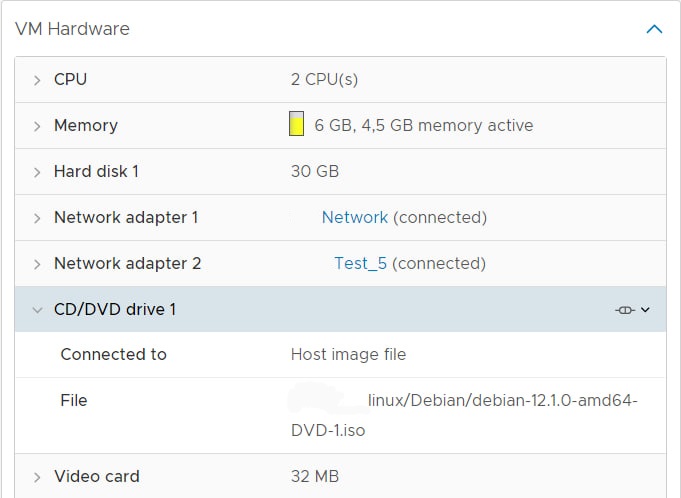 VM Hardware
CPU 2 CPU(s)
Memory 6 GB, 4,5 GB memory active
Hard disk 1 30 GB
Network adapter 1 Network (connected)
Network adapter 2 Test_5 (connected)
CD/DVD drive 1
Connected to Host image file
File linux/Debian/debian-12.1.0-amd64-
DVD-1.iso
Video card 32 MB